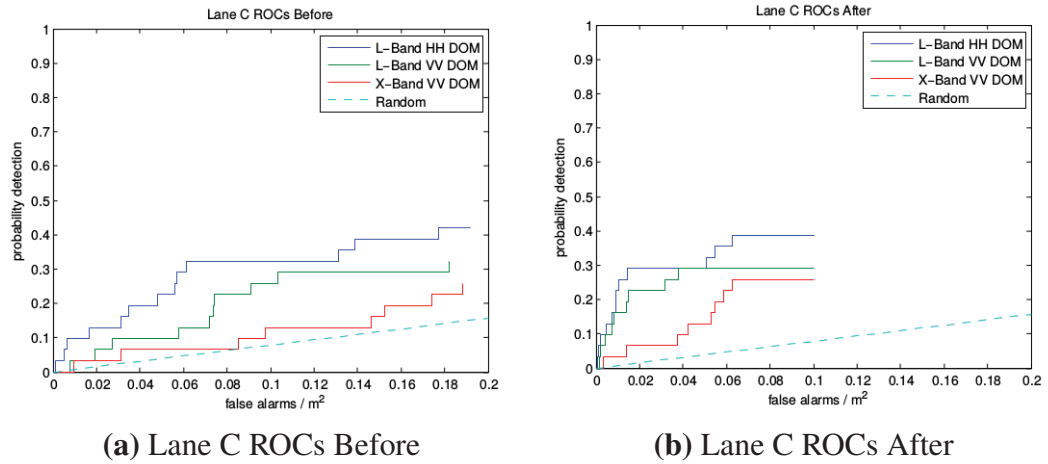 Lane C ROCs Before
L-Band HH DOM
L-Band VV DOM
X-Band VV DOM
Random
probability detection
1
0.9
0.8
0.7
0.6
0.5
0.4
0.3
0.2
0.1
0
0 0.02 0.04 0.06 0.08 0.1 0.12 0.14 0.16 0.18 0.2
false alarms / m²
(a) Lane C ROCs Before
Lane C ROCs After
L-Band HH DOM
L-Band VV DOM
X-Band VV DOM
Random
probability detection
1
0.9
0.8
0.7
0.6
0.5
0.4
0.3
0.2
0.1
0
0 0.02 0.04 0.06 0.08 0.1 0.12 0.14 0.16 0.18 0.2
false alarms / m²
(b) Lane C ROCs After